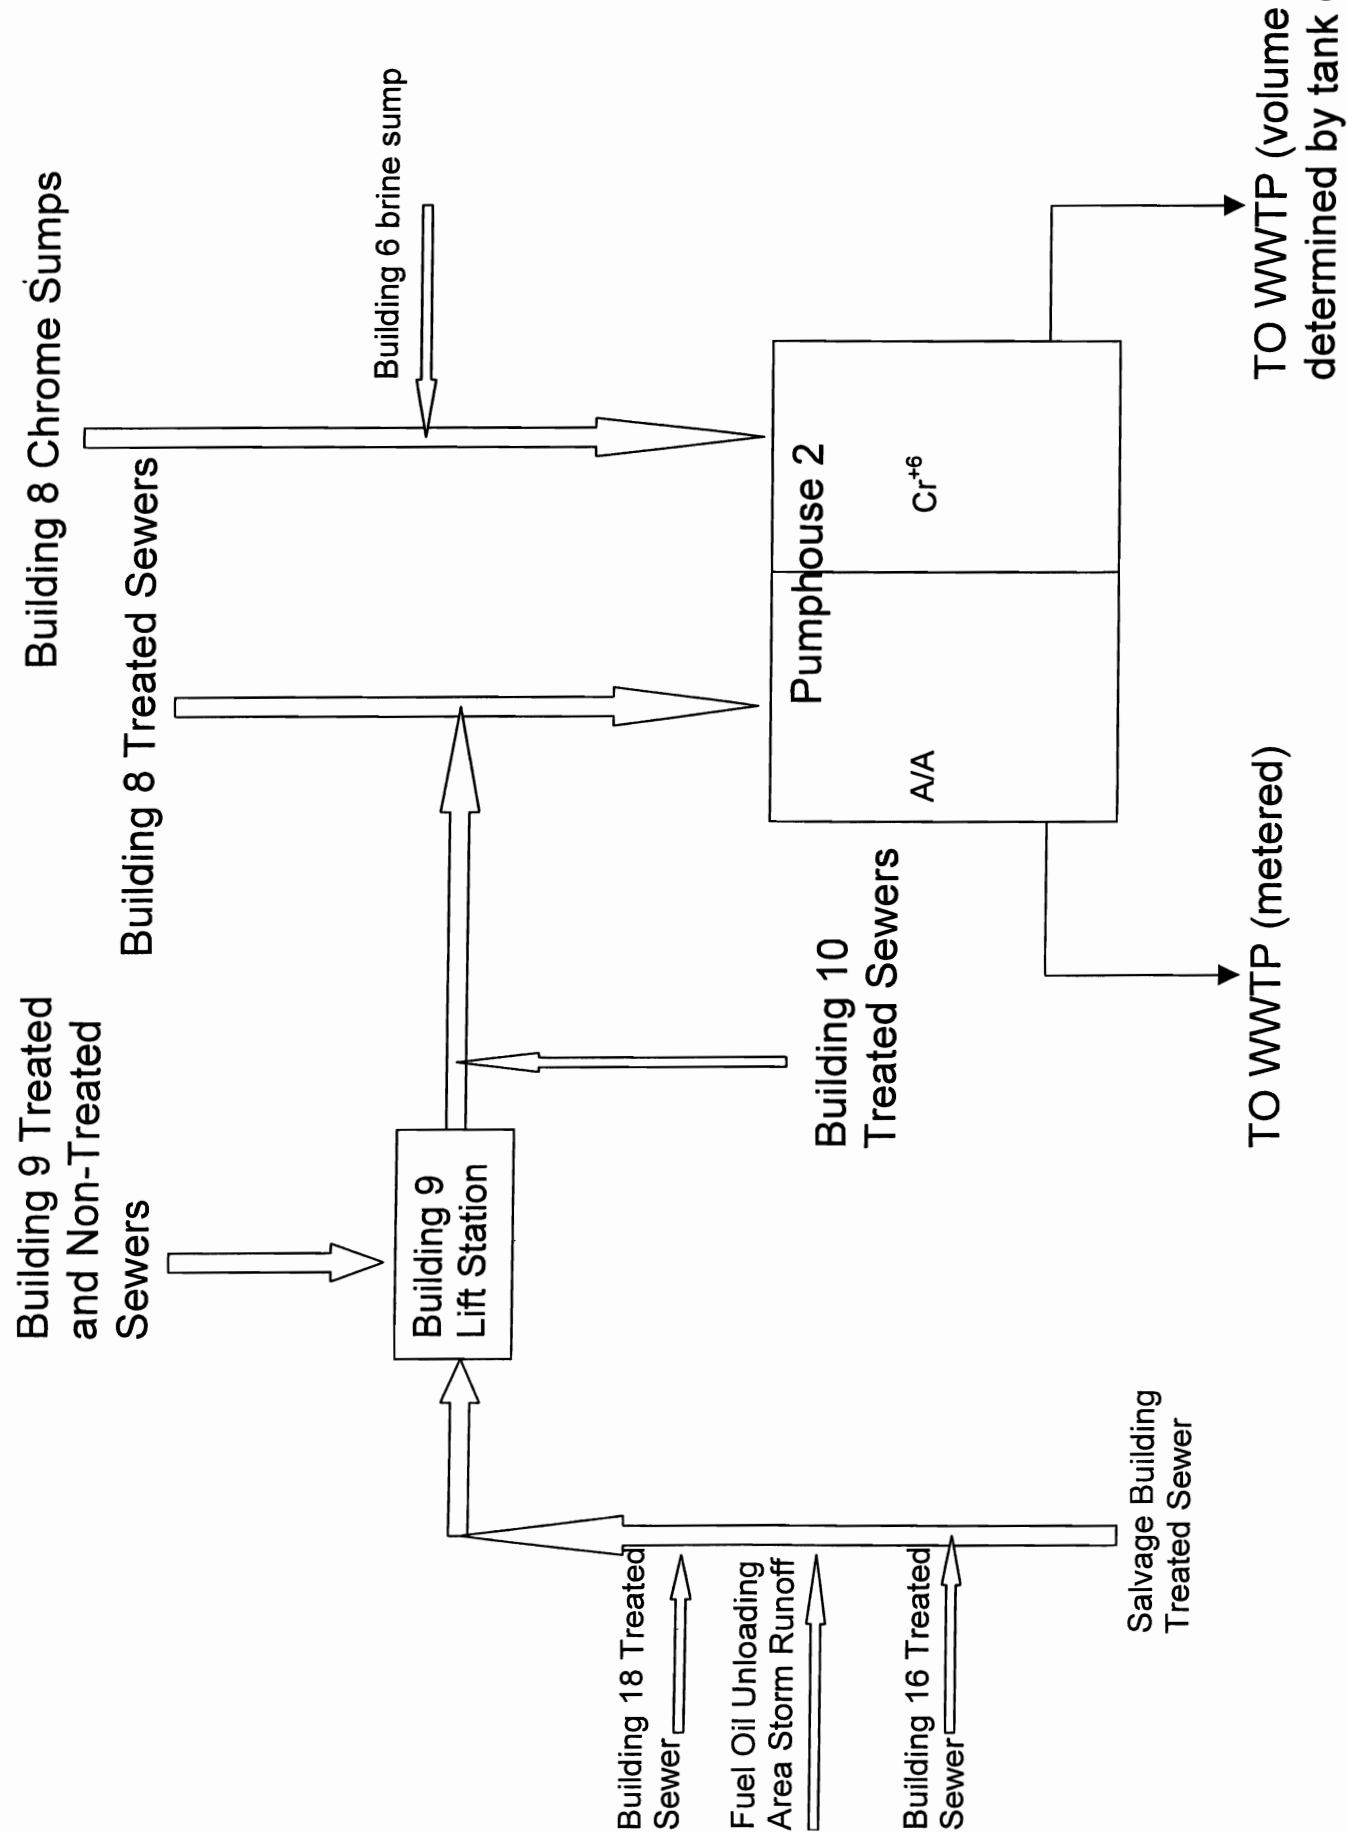 Building 8 Chrome Sumps
Building 8 Treated Sewers
Building 6 brine sump
Building 9 Treated
and Non-Treated
Sewers
Building 9
Lift Station
Pumphouse 2
A/A
Cr+6
Building 10
Treated Sewers
Building 18 Treated
Sewer
Fuel Oil Unloading
Area Storm Runoff
Building 16 Treated
Sewer
Salvage Building
Treated Sewer
TO WWTP (metered)
TO WWTP (volume
determined by tank